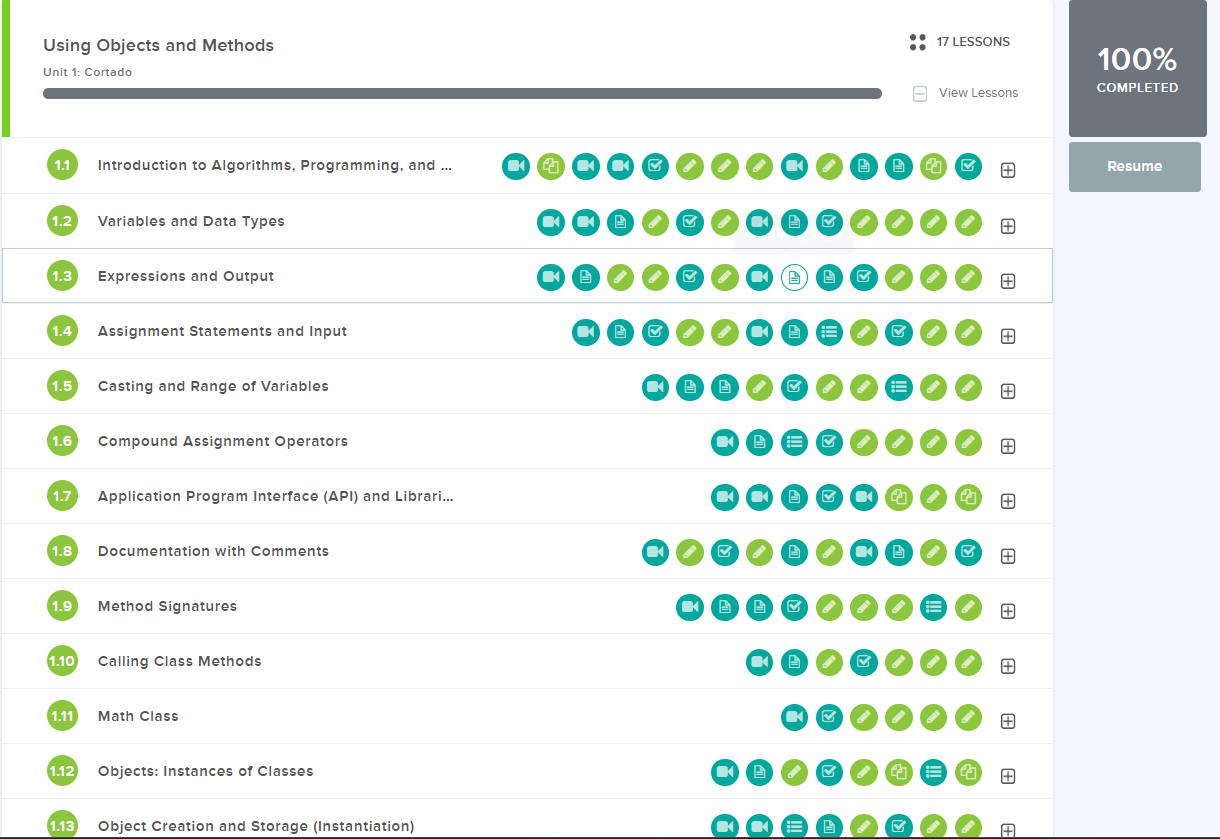 Using Objects and Methods
17 LESSONS
Unit 1: Cortado
View Lessons
100%
COMPLETED
Resume
1.1 Introduction to Algorithms, Programming, and ...
1.2 Variables and Data Types
1.3 Expressions and Output
1.4 Assignment Statements and Input
1.5 Casting and Range of Variables
1.6 Compound Assignment Operators
1.7 Application Program Interface (API) and Librari...
1.8 Documentation with Comments
1.9 Method Signatures
1.10 Calling Class Methods
1.11 Math Class
1.12 Objects: Instances of Classes
1.13 Object Creation and Storage (Instantiation)